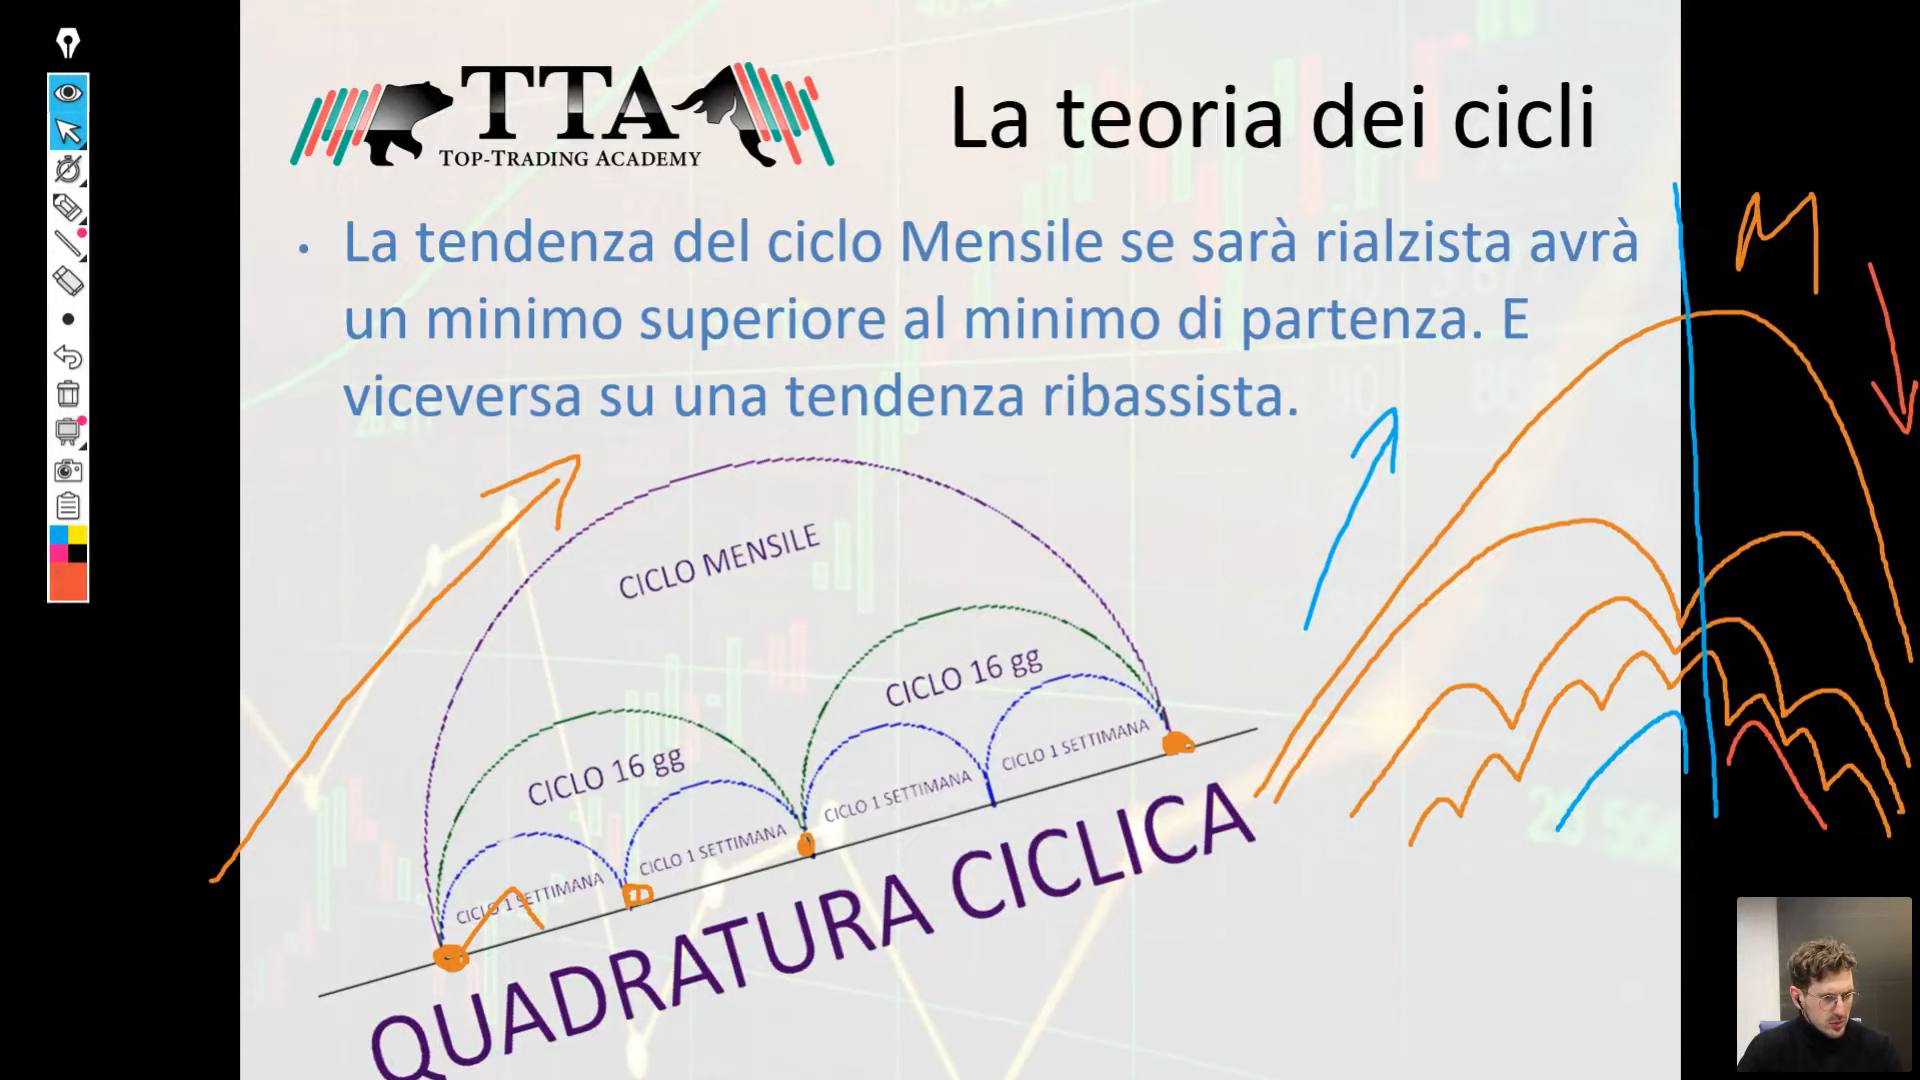 TTA
TOP-TRADING ACADEMY
La teoria dei cicli
• La tendenza del ciclo Mensile se sarà rialzista avrà
un minimo superiore al minimo di partenza. E
viceversa su una tendenza ribassista.
M
CICLO MENSILE
CICLO 16 gg
CICLO 16 gg
CICLO 1 SETTIMANA
CICLO 1 SETTIMANA
CICLO 1 SETTIMANA
CICLO 1 SETTIMANA
QUADRATURA CICLICA